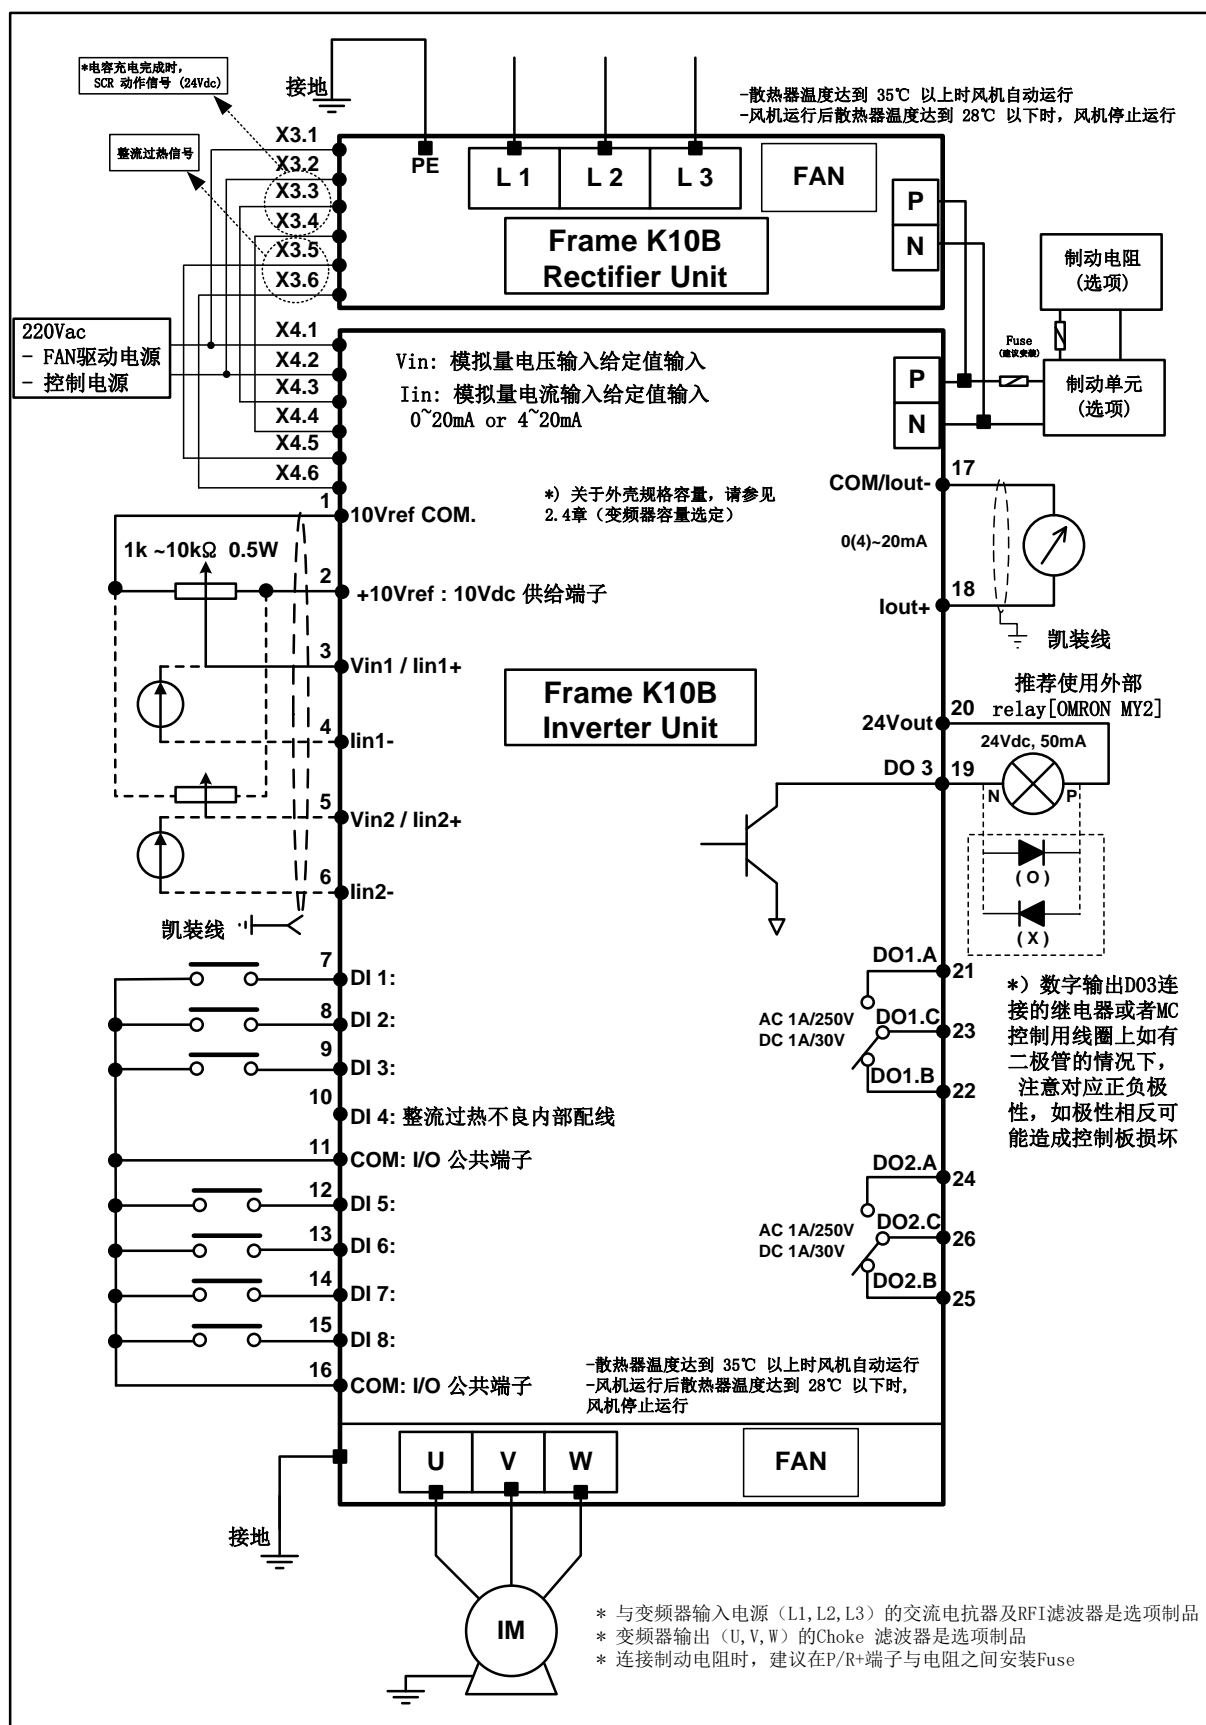 *电容充电完成时，
SCR 动作信号 (24Vdc)
接地
-散热器温度达到 35℃ 以上时风机自动运行
-风机运行后散热器温度达到 28℃ 以下时，风机停止运行
整流过热信号
X3.1
X3.2
X3.3
X3.4
X3.5
X3.6
PE
L 1
L 2
L 3
FAN
P
N
Frame K10B
Rectifier Unit
制动电阻
(选项)
Fuse
(建议安装)
制动单元
(选项)
220Vac
- FAN驱动电源
- 控制电源
X4.1
X4.2
X4.3
X4.4
X4.5
X4.6
Vin: 模拟量电压输入给定值输入
Iin: 模拟量电流输入给定值输入
0~20mA or 4~20mA
P
N
*) 关于外壳规格容量，请参见
2.4章（变频器容量选定）
1
10Vref COM.
1k ~10kΩ 0.5W
2
+10Vref : 10Vdc 供给端子
3
Vin1 / Iin1+
4
Iin1-
5
Vin2 / Iin2+
6
Iin2-
凯装线
17
COM/Iout-
0(4)~20mA
18
Iout+
凯装线
Frame K10B
Inverter Unit
推荐使用外部
relay[OMRON MY2]
20
24Vout
24Vdc, 50mA
DO 3
19
N
P
( O )
( X )
7
DI 1:
8
DI 2:
9
DI 3:
10
DI 4: 整流过热不良内部配线
11
COM: I/O 公共端子
12
DI 5:
13
DI 6:
14
DI 7:
15
DI 8:
16
COM: I/O 公共端子
DO1.A
21
AC 1A/250V
DC 1A/30V
DO1.C
23
DO1.B
22
DO2.A
24
AC 1A/250V
DC 1A/30V
DO2.C
26
DO2.B
25
*）数字输出DO3连
接的继电器或者MC
控制用线圈上如有
二极管的情况下，
注意对应正负极
性，如极性相反可
能造成控制板损坏
-散热器温度达到 35℃ 以上时风机自动运行
-风机运行后散热器温度达到 28℃ 以下时，
风机停止运行
U
V
W
FAN
接地
IM
* 与变频器输入电源（L1,L2,L3）的交流电抗器及RFI滤波器是选项制品
* 变频器输出（U,V,W）的Choke 滤波器是选项制品
* 连接制动电阻时，建议在P/R+端子与电阻之间安装Fuse